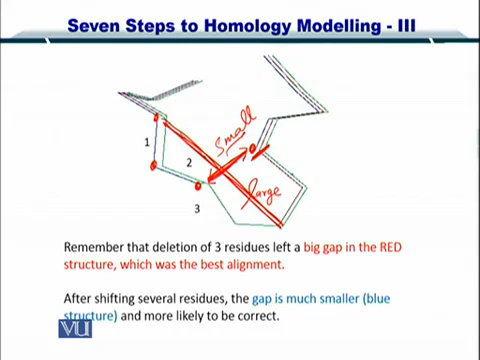 Seven Steps to Homology Modelling - III
Small
1
2
large
3
Remember that deletion of 3 residues left a big gap in the RED
structure, which was the best alignment.
After shifting several residues, the gap is much smaller (blue
structure) and more likely to be correct.
VU